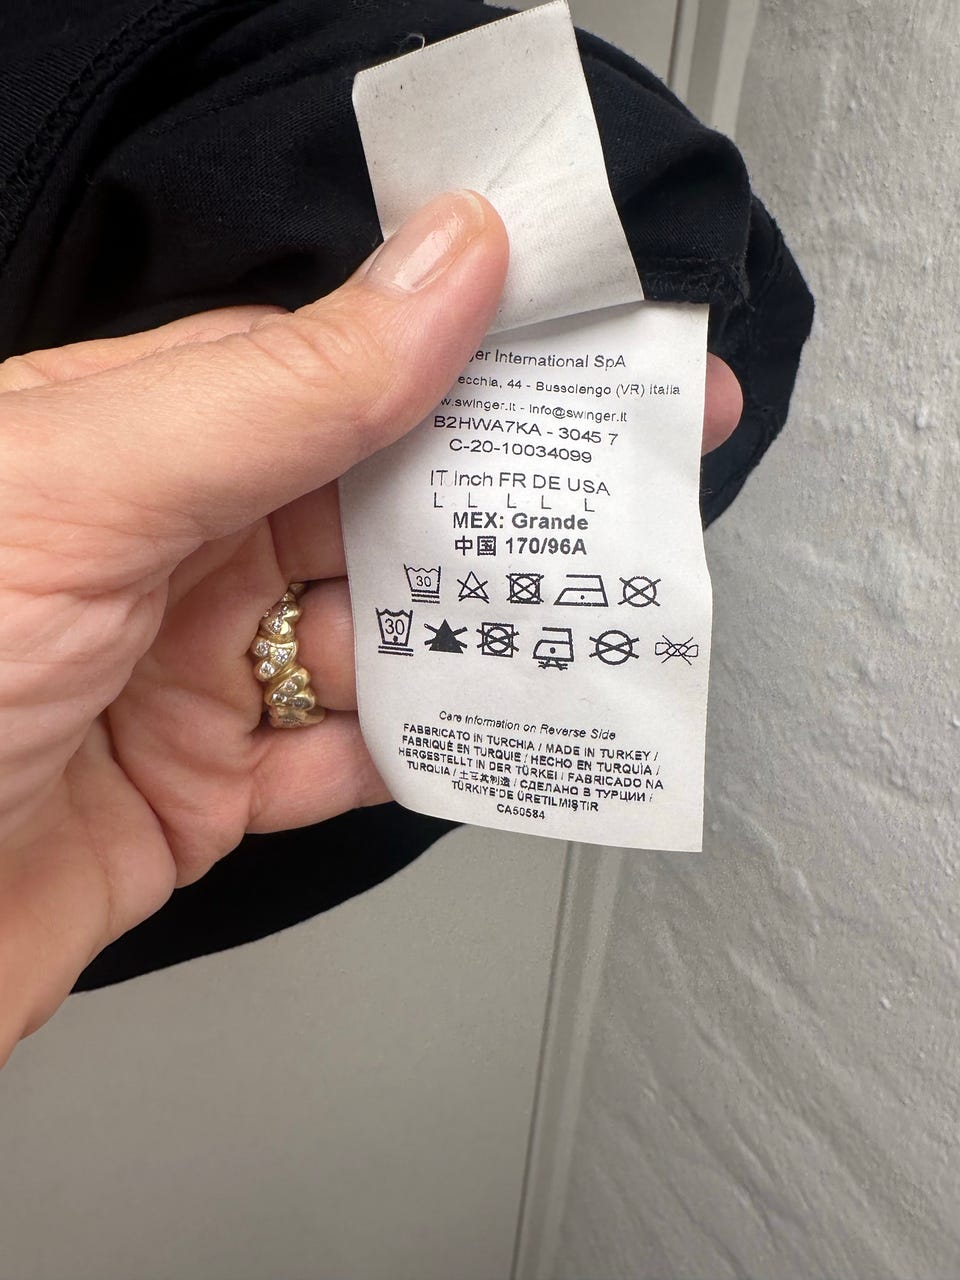 International SpA
44 - Bussolengo (VR) Italia
.swinger.it - info@swinger.it
B2HWA7KA - 3045 7
C-20-10034099
IT Inch FR DE USA
L L L L L
MEX: Grande
中国 170/96A
30
30
Care Information on Reverse Side
FABBRICATO IN TURCHIA / MADE IN TURKEY /
FABRIQUÉ EN TURQUIE / HECHO EN TURQUÍA /
HERGESTELLT IN DER TÜRKEI / FABRICADO NA
TURQUIA / 土耳其制造 / СДЕЛАНО В ТУРЦИИ /
TÜRKİYE'DE ÜRETİLMİŞTİR
CA50584